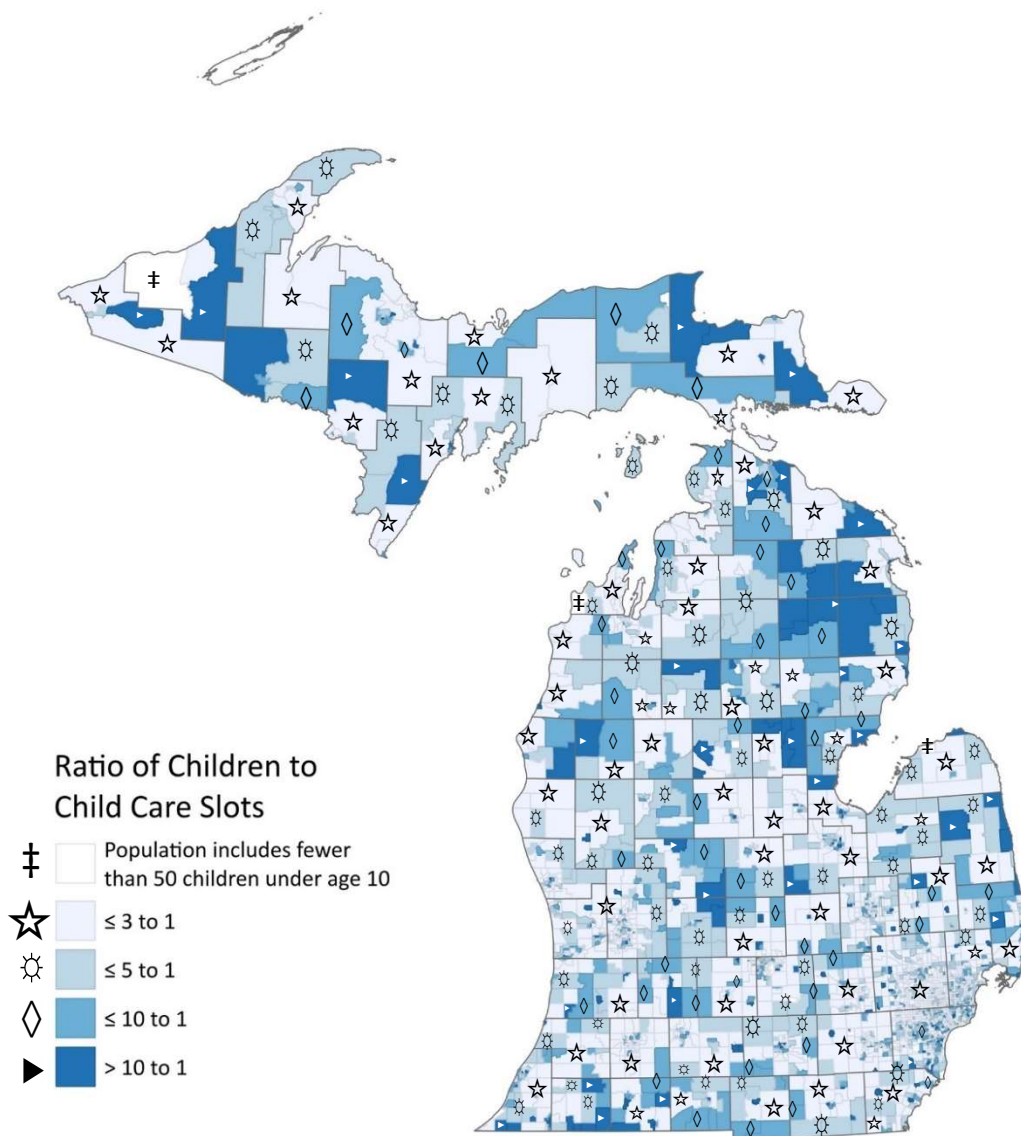 Ratio of Children to
Child Care Slots
Population includes fewer
than 50 children under age 10
≤ 3 to 1
≤ 5 to 1
≤ 10 to 1
> 10 to 1